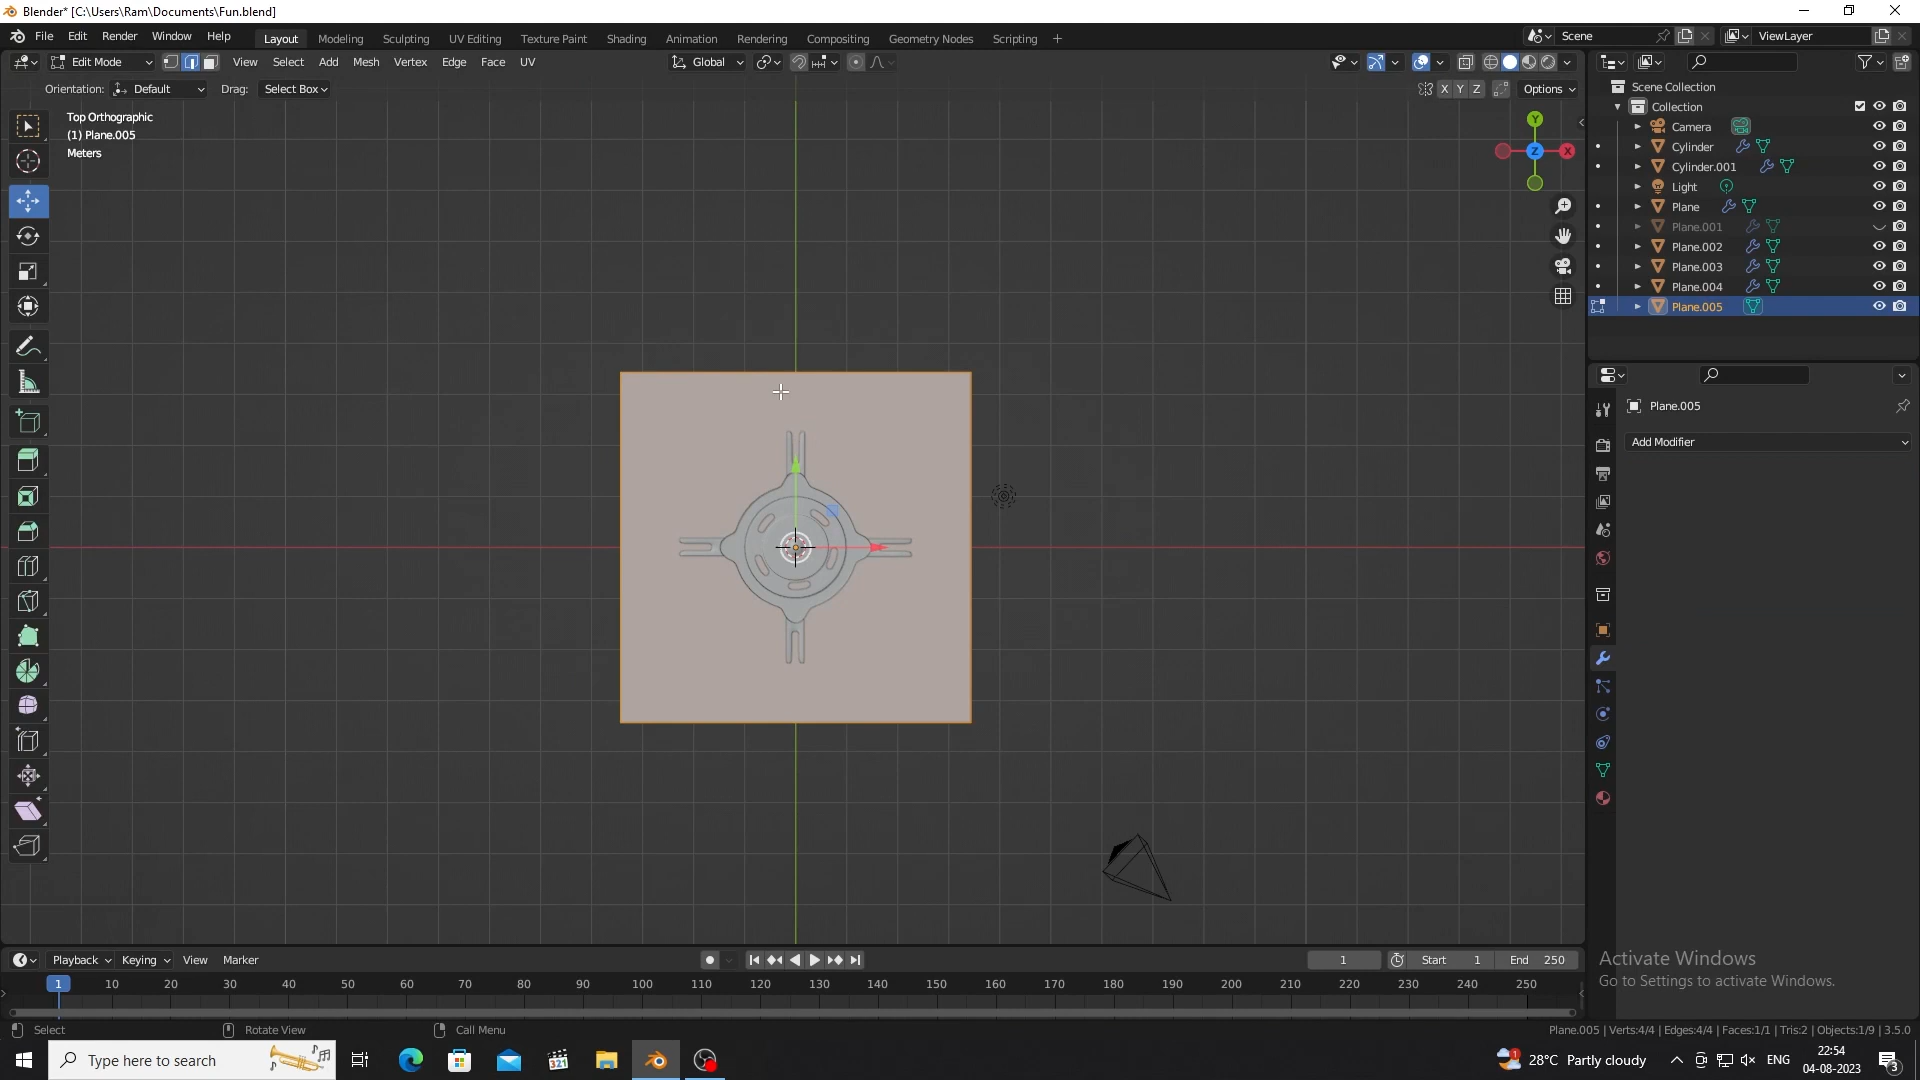 Blender* [C:\Users\Ram\Documents\Fun.blend]
File Edit Render Window Help Layout Modeling Sculpting UV Editing Texture Paint Shading Animation Rendering Compositing Geometry Nodes Scripting + Scene ViewLayer
Edit Mode View Select Add Mesh Vertex Edge Face UV Global
Orientation: Default Drag: Select Box X Y Z Options
Top Orthographic
(1) Plane.005
Meters
Y
Z X
Scene Collection
Collection
Camera
Cylinder
Cylinder.001
Light
Plane
Plane.001
Plane.002
Plane.003
Plane.004
Plane.005
Plane.005
Add Modifier
Playback Keying View Marker 1 Start 1 End 250
1 10 20 30 40 50 60 70 80 90 100 110 120 130 140 150 160 170 180 190 200 210 220 230 240 250
Activate Windows
Go to Settings to activate Windows.
Select Rotate View Call Menu Plane.005 | Verts:4/4 | Edges:4/4 | Faces:1/1 | Tris:2 | Objects:1/9 | 3.5.0
Type here to search 321 1 28°C Partly cloudy ENG 22:54
04-08-2023 3